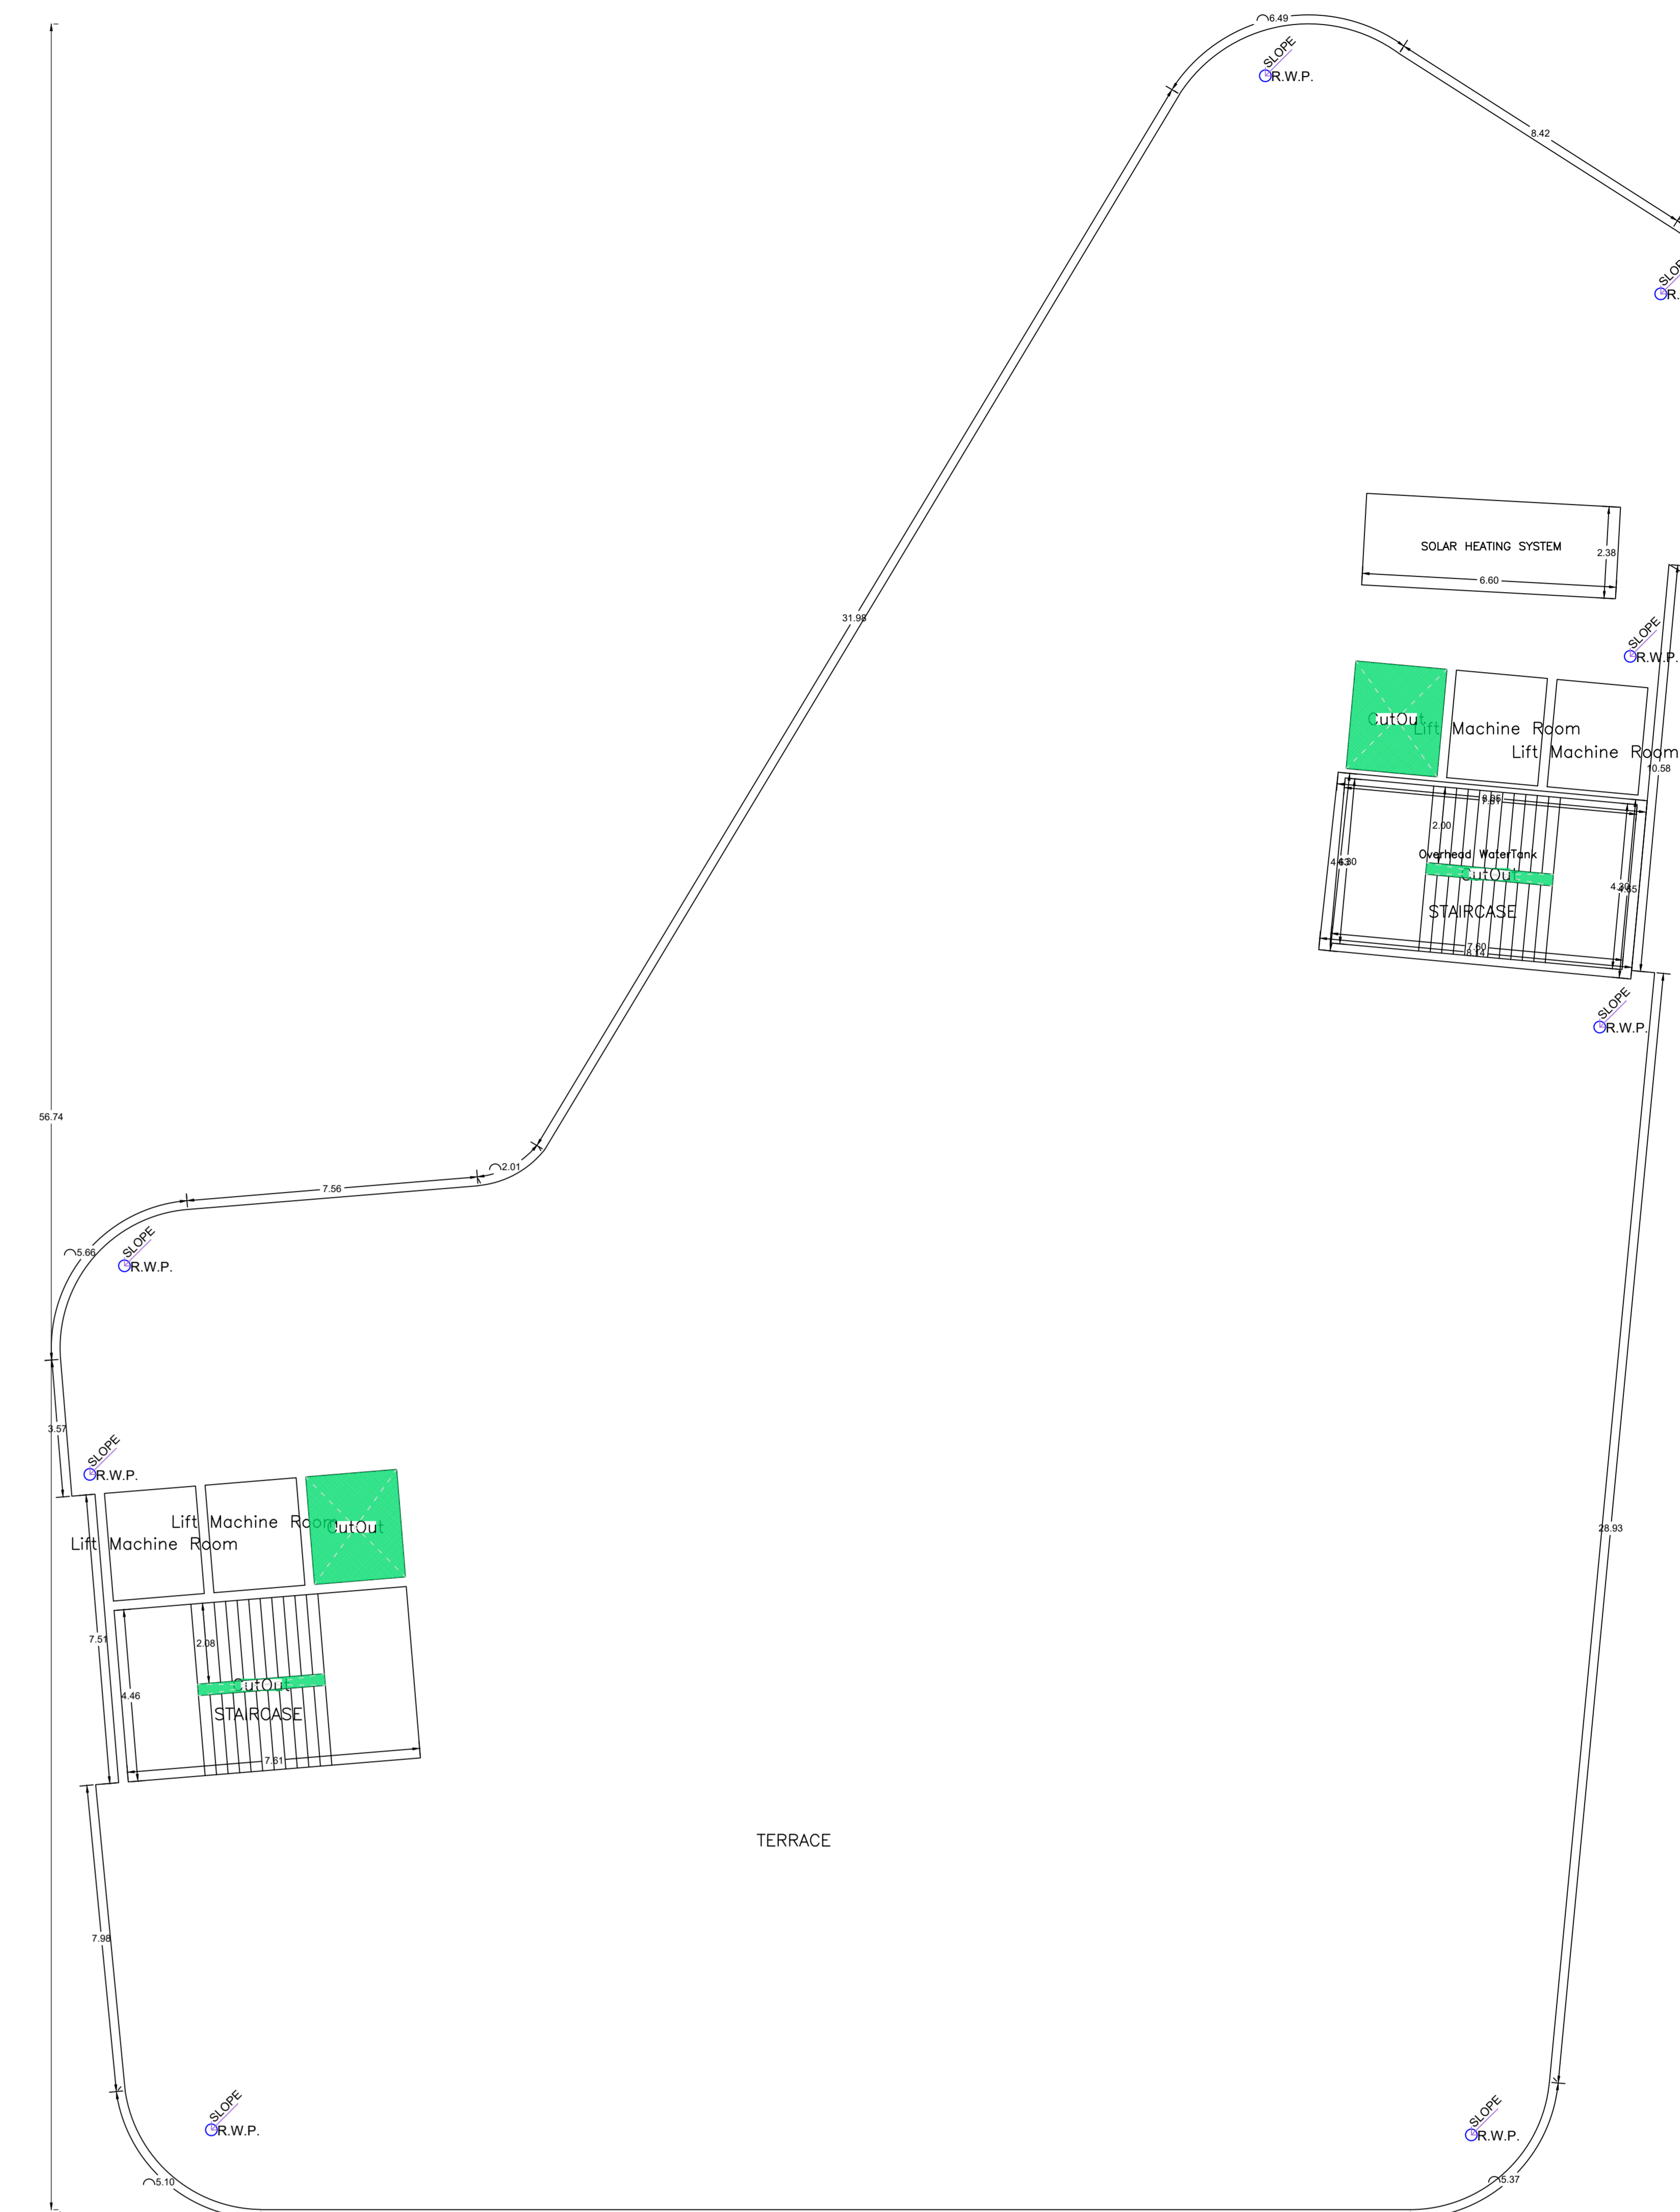 6.49
SLOPE
R.W.P.
8.42
R.
SOLAR HEATING SYSTEM
2.38
6.60
31.98
SLOPE
R.W.P.
CutOut
Lift Machine Room
Lift Machine Room
10.58
2.00
Overhead WaterTank
CutOut
STAIRCASE
7.60
8.14
SLOPE
R.W.P.
56.74
2.01
7.56
5.66
SLOPE
R.W.P.
3.57
SLOPE
R.W.P.
Lift Machine Room
CutOut
Lift Machine Room
28.93
7.51
2.08
4.46
CutOut
STAIRCASE
7.61
TERRACE
7.98
SLOPE
R.W.P.
SLOPE
R.W.P.
5.10
5.37